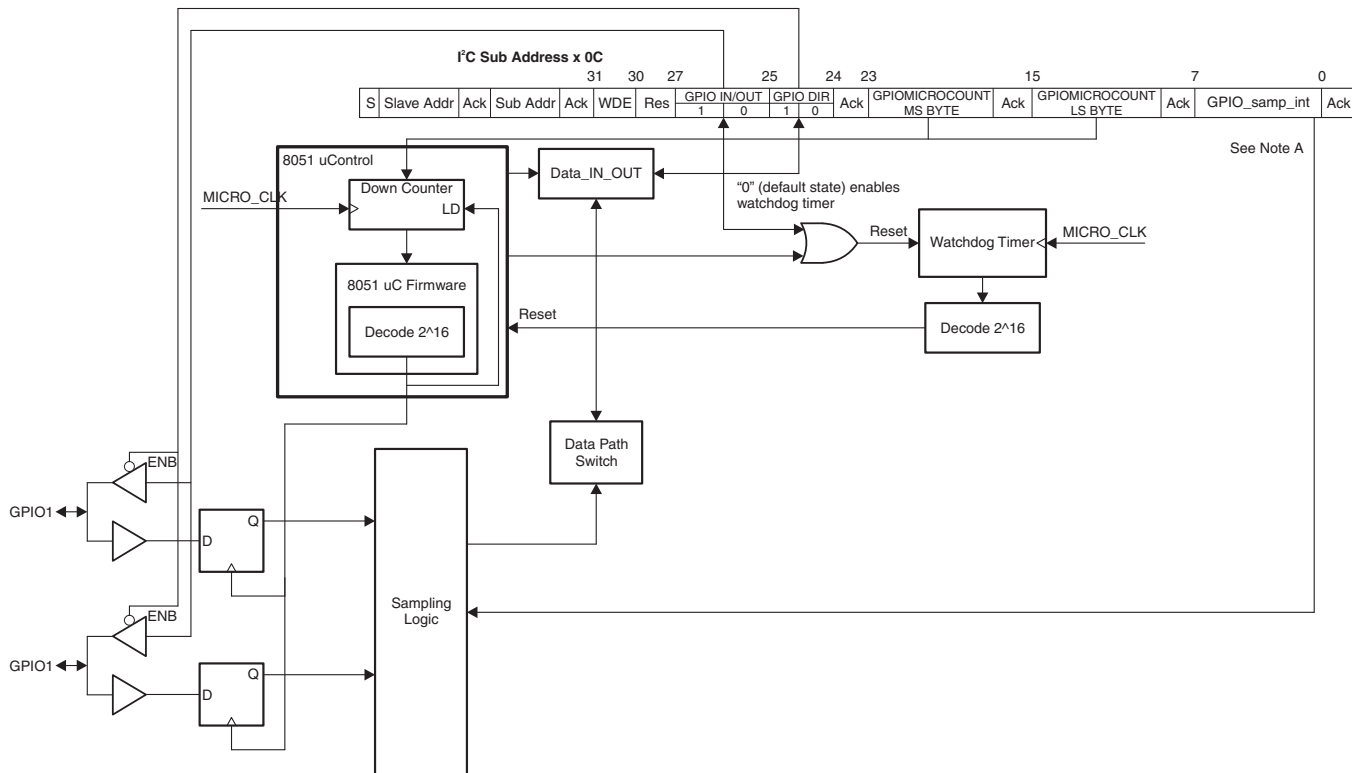 I²C Sub Address x 0C
31 30 27 25 24 23 15 7 0
S Slave Addr Ack Sub Addr Ack WDE Res GPIO IN/OUT GPIO DIR Ack GPIOMICROCOUNT Ack GPIOMICROCOUNT Ack GPIO_samp_int Ack
1 0 1 0 MS BYTE LS BYTE
See Note A
8051 uControl
Data_IN_OUT
"0" (default state) enables
watchdog timer
MICRO_CLK
Down Counter
LD
Reset
Watchdog Timer
MICRO_CLK
8051 uC Firmware
Decode 2^16
Reset
Decode 2^16
Data Path
Switch
ENB
GPIO1
Q
D
Sampling
Logic
ENB
GPIO1
Q
D